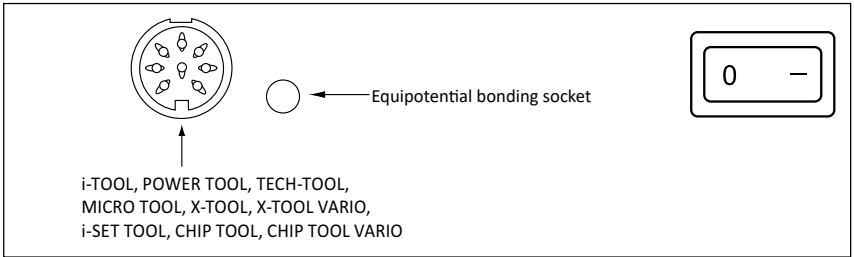 Equipotential bonding socket
0 –
i-TOOL, POWER TOOL, TECH-TOOL,
MICRO TOOL, X-TOOL, X-TOOL VARIO,
i-SET TOOL, CHIP TOOL, CHIP TOOL VARIO